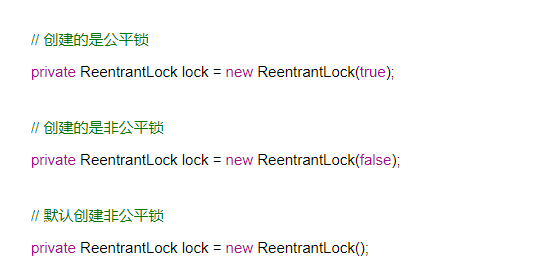 // 创建的是公平锁
private ReentrantLock lock = new ReentrantLock(true);
// 创建的是非公平锁
private ReentrantLock lock = new ReentrantLock(false);
// 默认创建非公平锁
private ReentrantLock lock = new ReentrantLock();